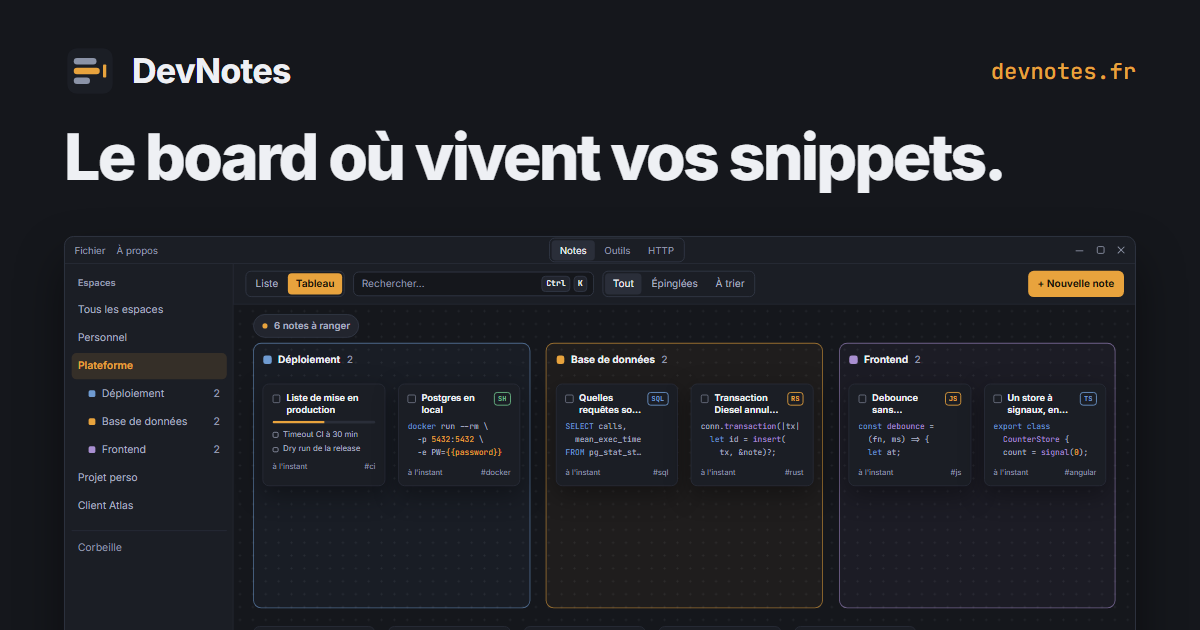 DevNotes
devnotes.fr
Le board où vivent vos snippets.
Fichier À propos
Notes Outils HTTP
Espaces
Tous les espaces
Personnel
Plateforme
Déploiement 2
Base de données 2
Frontend 2
Projet perso
Client Atlas
Corbeille
Liste Tableau
Rechercher... Ctrl K
Tout Épinglées À trier
+ Nouvelle note
6 notes à ranger
Déploiement 2
Liste de mise en
production
Timeout CI à 30 min
Dry run de la release
à l'instant #ci
Postgres en
local
SH
docker run --rm \
-p 5432:5432 \
-e PW={{password}}
à l'instant #docker
Base de données 2
Quelles
requêtes so...
SQL
SELECT calls,
mean_exec_time
FROM pg_stat_st…
à l'instant #sql
Transaction
Diesel annul...
RS
conn.transaction(|tx|
let id = insert(
tx, &note)?;
à l'instant #rust
Frontend 2
Debounce
sans...
JS
const debounce =
(fn, ms) => {
let at;
à l'instant #js
Un store à
signaux, en...
TS
export class
CounterStore {
count = signal(0);
à l'instant #angular